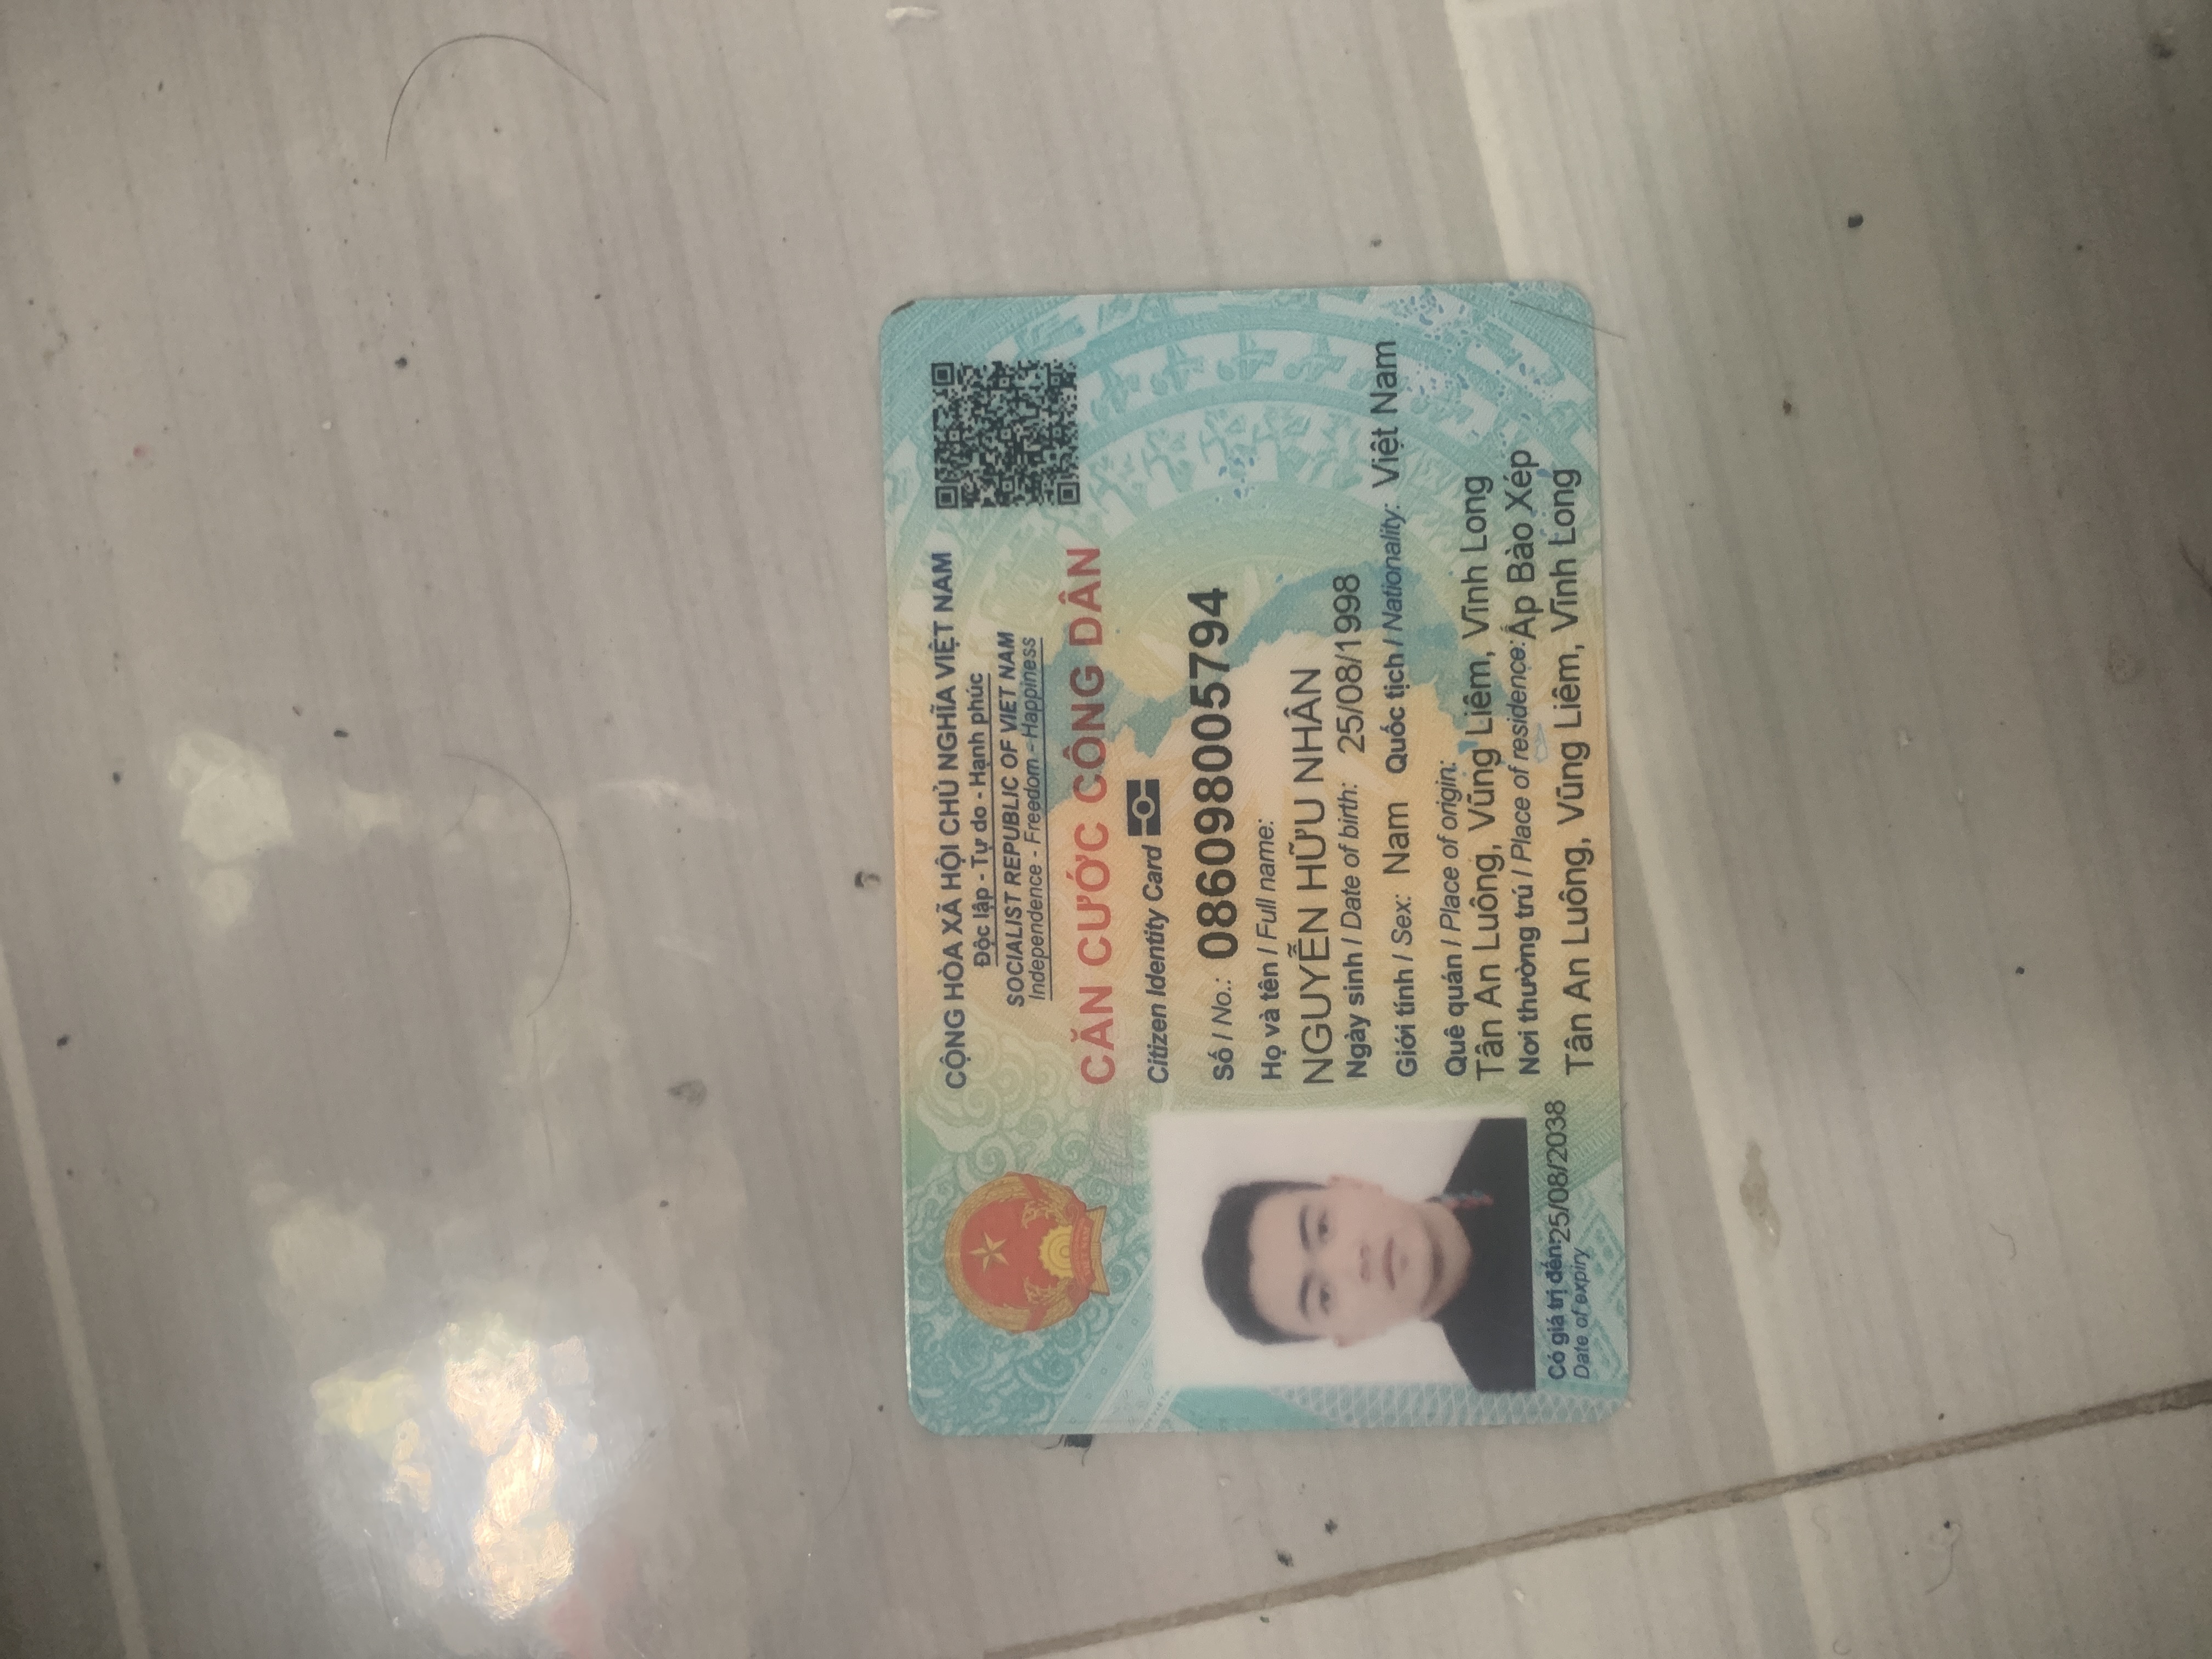 CỘNG HÒA XÃ HỘI CHỦ NGHĨA VIỆT NAM
Độc lập - Tự do - Hạnh phúc
SOCIALIST REPUBLIC OF VIET NAM
Independence - Freedom - Happiness
CĂN CƯỚC CÔNG DÂN
Citizen Identity Card
Số / No.: 086098005794
Họ và tên / Full name:
NGUYỄN HỮU NHÂN
Ngày sinh / Date of birth: 25/08/1998
Giới tính / Sex: Nam Quốc tịch / Nationality: Việt Nam
Quê quán / Place of origin:
Tân An Luông, Vũng Liêm, Vĩnh Long
Nơi thường trú / Place of residence: Ấp Bào Xép
Tân An Luông, Vũng Liêm, Vĩnh Long
Có giá trị đến: 25/08/2038
Date of expiry